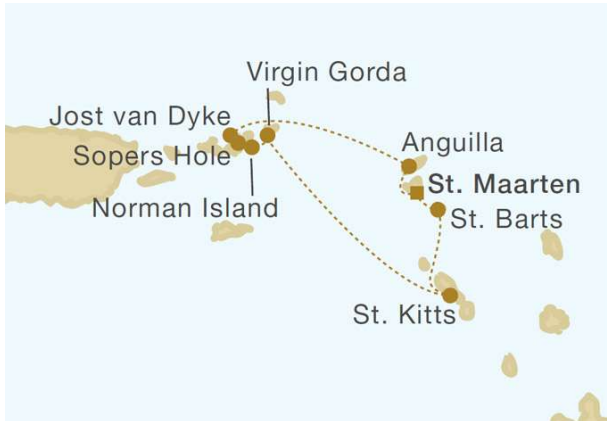 Virgin Gorda
Jost van Dyke
Anguilla
Sopers Hole
St. Maarten
Norman Island
St. Barts
St. Kitts